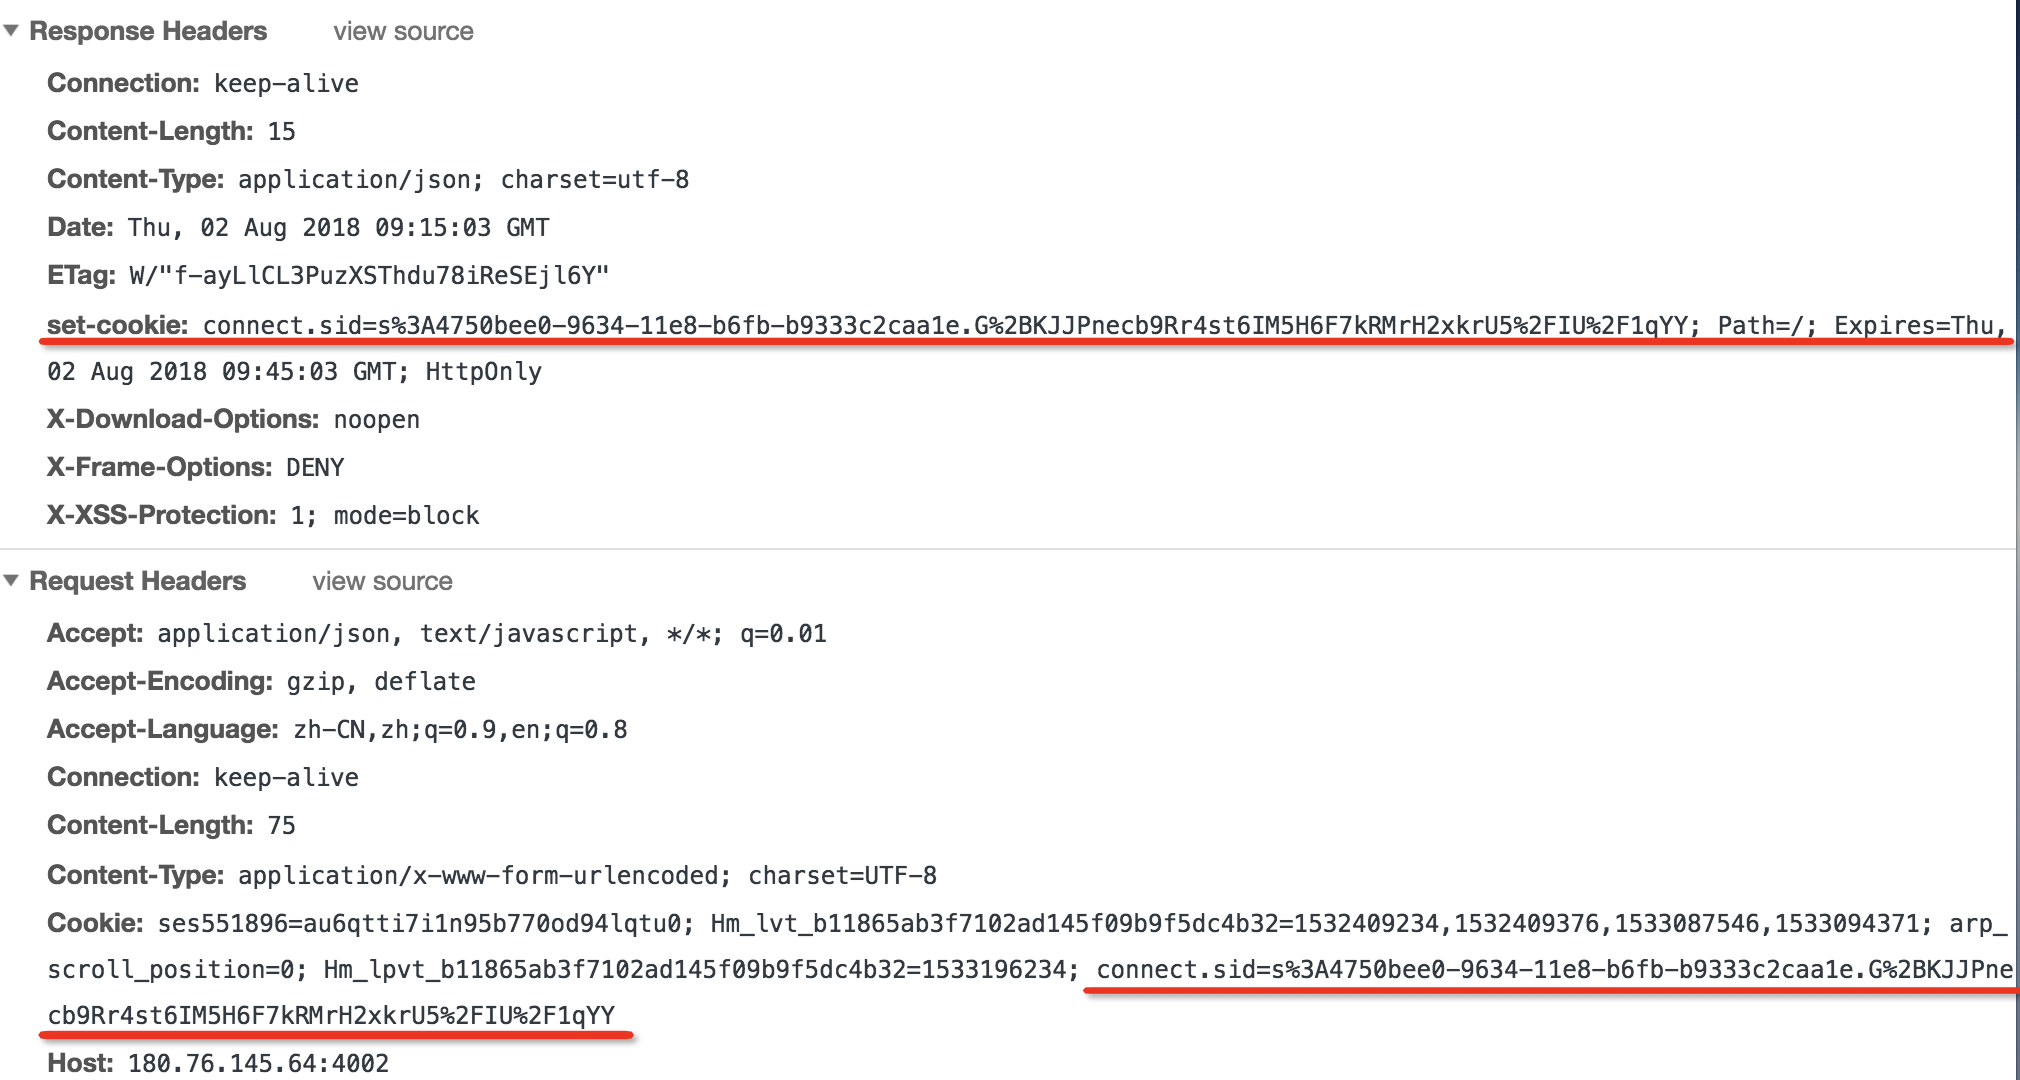 Response Headers view source
Connection: keep-alive
Content-Length: 15
Content-Type: application/json; charset=utf-8
Date: Thu, 02 Aug 2018 09:15:03 GMT
ETag: W/"f-ayLlCL3PuzXSThdu78iReSEjl6Y"
set-cookie: connect.sid=s%3A4750bee0-9634-11e8-b6fb-b9333c2caa1e.G%2BKJJPnecb9Rr4st6IM5H6F7kRMrH2xkrU5%2FIU%2F1qYY; Path=/; Expires=Thu,
02 Aug 2018 09:45:03 GMT; HttpOnly
X-Download-Options: noopen
X-Frame-Options: DENY
X-XSS-Protection: 1; mode=block
Request Headers view source
Accept: application/json, text/javascript, */*; q=0.01
Accept-Encoding: gzip, deflate
Accept-Language: zh-CN,zh;q=0.9,en;q=0.8
Connection: keep-alive
Content-Length: 75
Content-Type: application/x-www-form-urlencoded; charset=UTF-8
Cookie: ses551896=au6qtti7i1n95b770od94lqtu0; Hm_lvt_b11865ab3f7102ad145f09b9f5dc4b32=1532409234,1532409376,1533087546,1533094371; arp_
scroll_position=0; Hm_lpvt_b11865ab3f7102ad145f09b9f5dc4b32=1533196234; connect.sid=s%3A4750bee0-9634-11e8-b6fb-b9333c2caa1e.G%2BKJJPne
cb9Rr4st6IM5H6F7kRMrH2xkrU5%2FIU%2F1qYY
Host: 180.76.145.64:4002